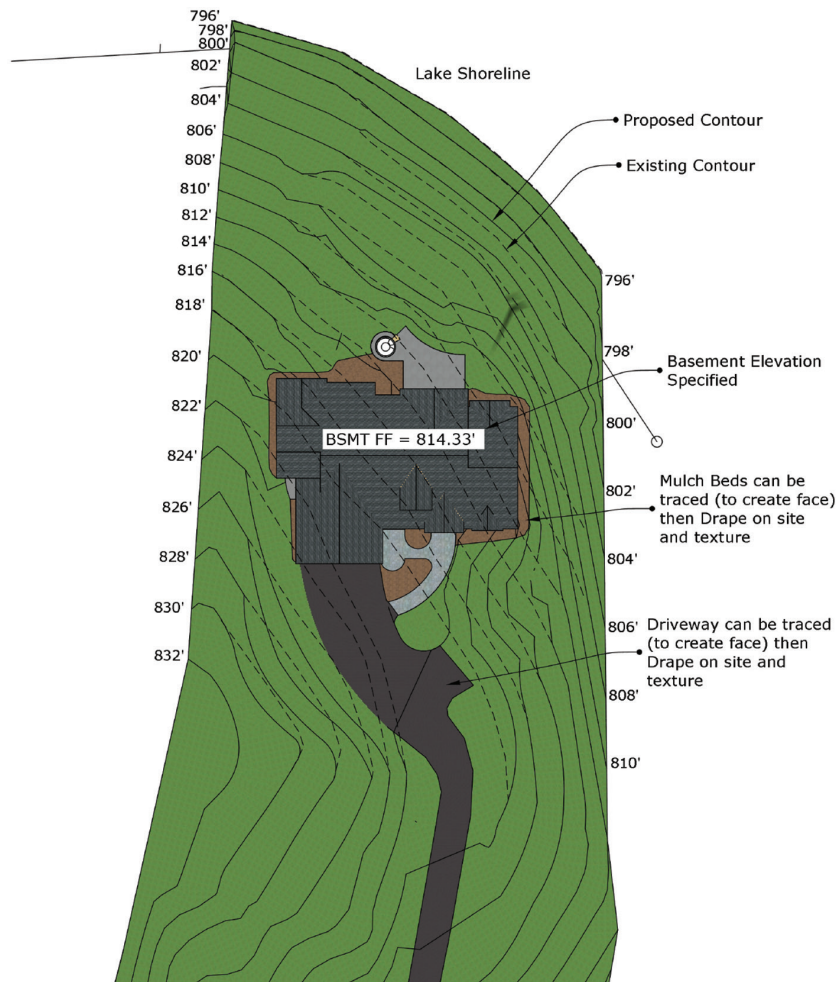 796'
798'
800'
802'
804'
806'
808'
810'
812'
814'
816'
818'
820'
822'
824'
826'
828'
830'
832'
Lake Shoreline
Proposed Contour
Existing Contour
796'
798'
Basement Elevation
Specified
800'
BSMT FF = 814.33'
802'
Mulch Beds can be
traced (to create face)
then Drape on site
and texture
804'
806'
Driveway can be traced
(to create face) then
Drape on site and
texture
808'
810'